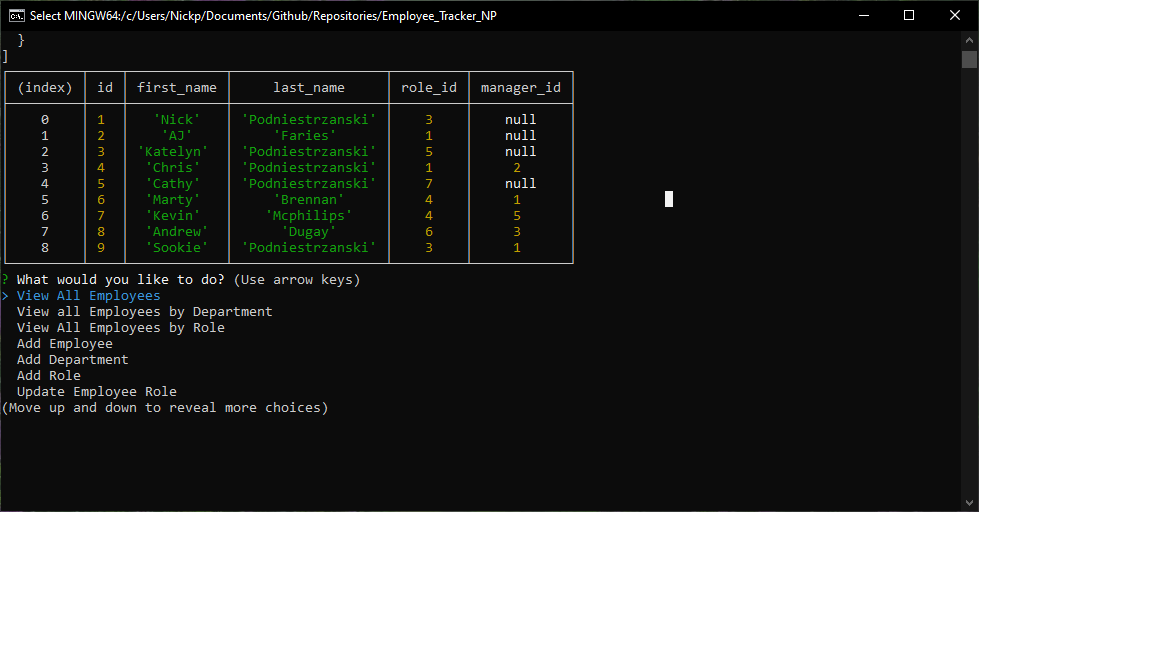 Select MINGW64:/c/Users/Nickp/Documents/Github/Repositories/Employee_Tracker_NP
}
]
(index) id first_name last_name role_id manager_id
0 1 'Nick' 'Podniestrzanski' 3 null
1 2 'AJ' 'Faries' 1 null
2 3 'Katelyn' 'Podniestrzanski' 5 null
3 4 'Chris' 'Podniestrzanski' 1 2
4 5 'Cathy' 'Podniestrzanski' 7 null
5 6 'Marty' 'Brennan' 4 1
6 7 'Kevin' 'Mcphilips' 4 5
7 8 'Andrew' 'Dugay' 6 3
8 9 'Sookie' 'Podniestrzanski' 3 1
? What would you like to do? (Use arrow keys)
> View All Employees
View all Employees by Department
View All Employees by Role
Add Employee
Add Department
Add Role
Update Employee Role
(Move up and down to reveal more choices)